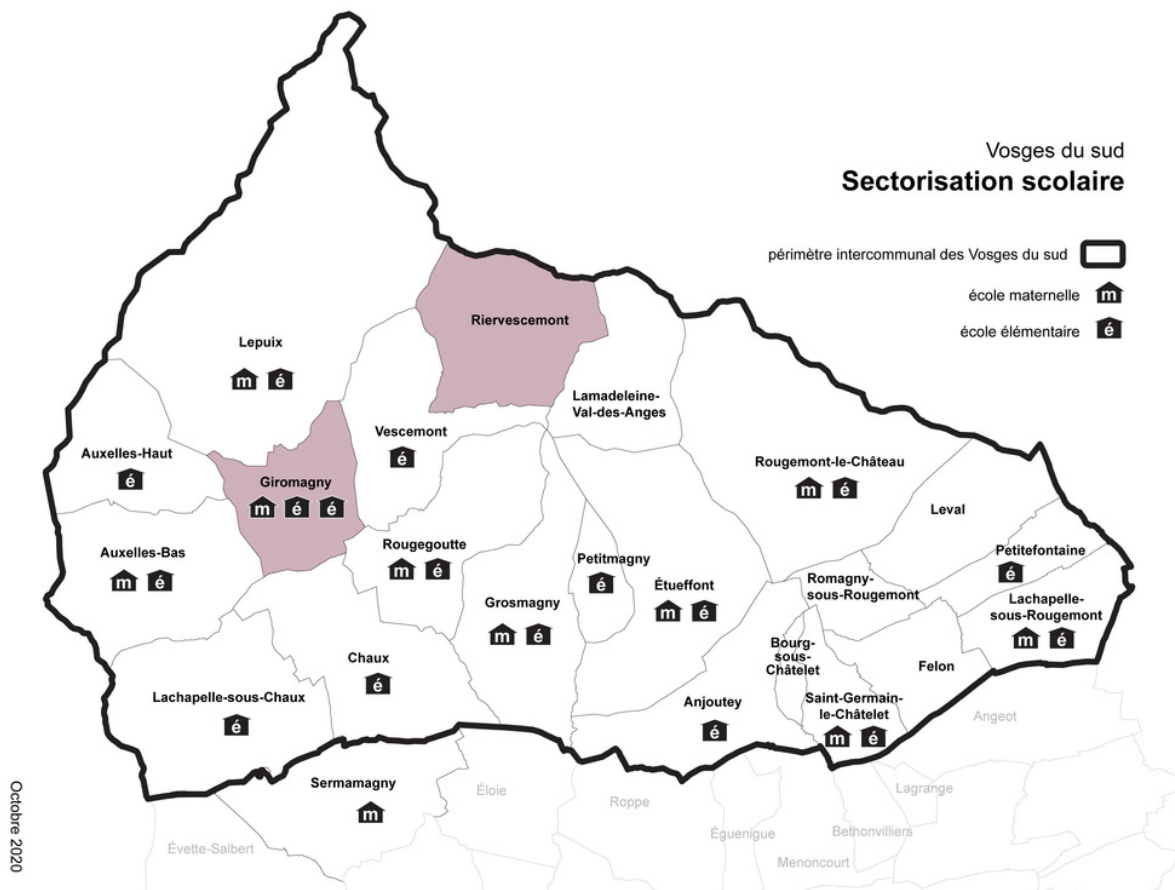 Vosges du sud
Sectorisation scolaire
périmètre intercommunal des Vosges du sud
école maternelle m
école élémentaire é
Riervescemont
Lepuix
m é
Lamadeleine-
Val-des-Anges
Vescemont
é
Auxelles-Haut
é
Giromagny
m é é
Rougemont-le-Château
m é
Leval
Auxelles-Bas
m é
Rougegoutte
m é
Petitmagny
é
Étueffont
m é
Petitefontaine
é
Romagny-
sous-Rougemont
Grosmagny
m é
Lachapelle-
sous-Rougemont
m é
Bourg-
sous-
Châtelet
Chaux
é
Felon
Lachapelle-sous-Chaux
é
Anjoutey
é
Saint-Germain-
le-Châtelet
m é
Angeot
Sermamagny
m
Éloie
Roppe
Lagrange
Éguenigue
Bethonvilliers
Évette-Salbert
Menoncourt
Octobre 2020